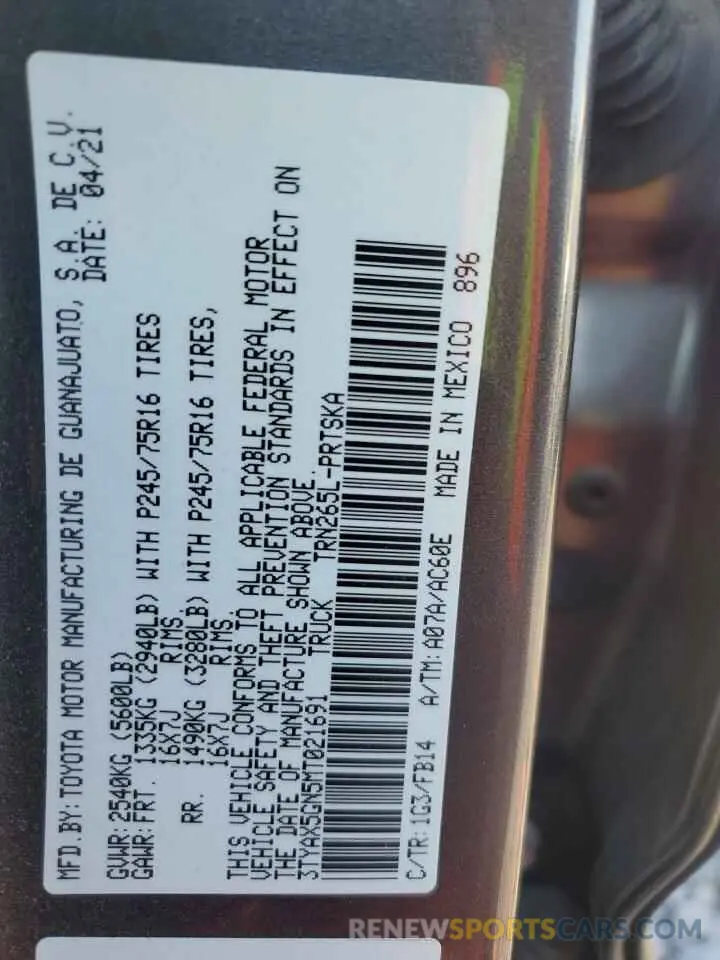 MFD.BY:TOYOTA MOTOR MANUFACTURING DE GUANAJUATO, S.A. DE C.V.
DATE: 04/21
GVWR:2540KG (5600LB)
GAWR:FRT. 1335KG (2940LB) WITH P245/75R16 TIRES
16X7J RIMS,
RR. 1490KG (3280LB) WITH P245/75R16 TIRES,
16X7J RIMS.
THIS VEHICLE CONFORMS TO ALL APPLICABLE FEDERAL MOTOR
VEHICLE SAFETY AND THEFT PREVENTION STANDARDS IN EFFECT ON
THE DATE OF MANUFACTURE SHOWN ABOVE.
3TYAX5GN5MT021691 TRUCK TRN265L-PRTSKA
C/TR:1G3/FB14 A/TM:A07A/AC60E MADE IN MEXICO 896
RENEWSPORTSCARS.COM